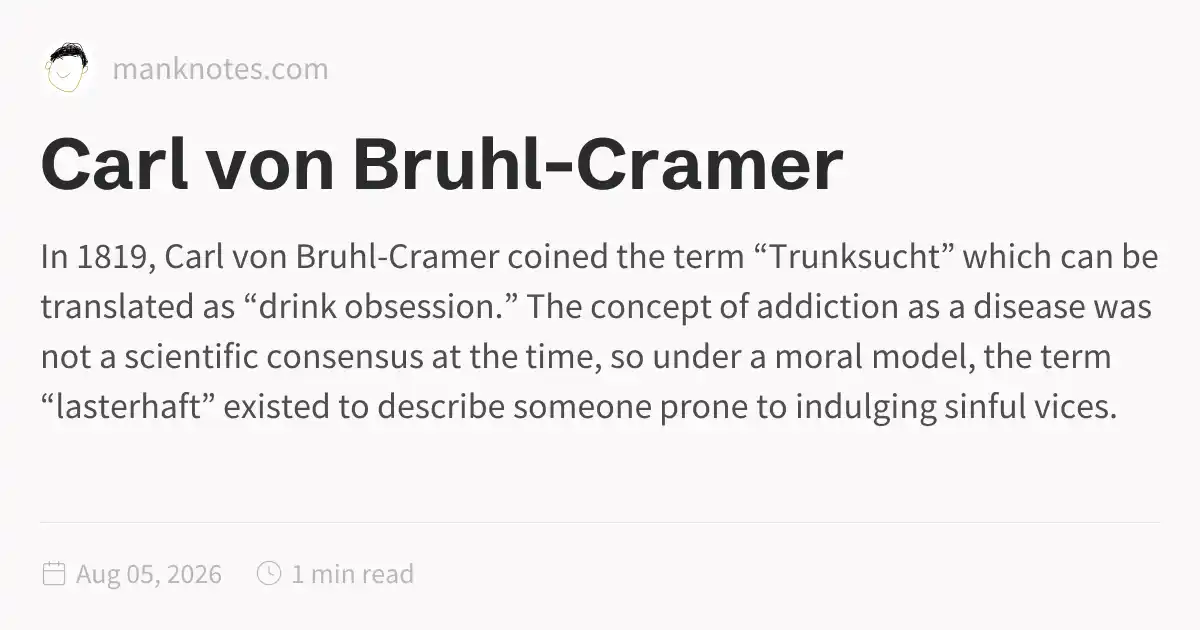 manknotes.com
Carl von Bruhl-Cramer
In 1819, Carl von Bruhl-Cramer coined the term “Trunksucht” which can be
translated as “drink obsession.” The concept of addiction as a disease was
not a scientific consensus at the time, so under a moral model, the term
“lasterhaft” existed to describe someone prone to indulging sinful vices.
Aug 05, 2026 1 min read